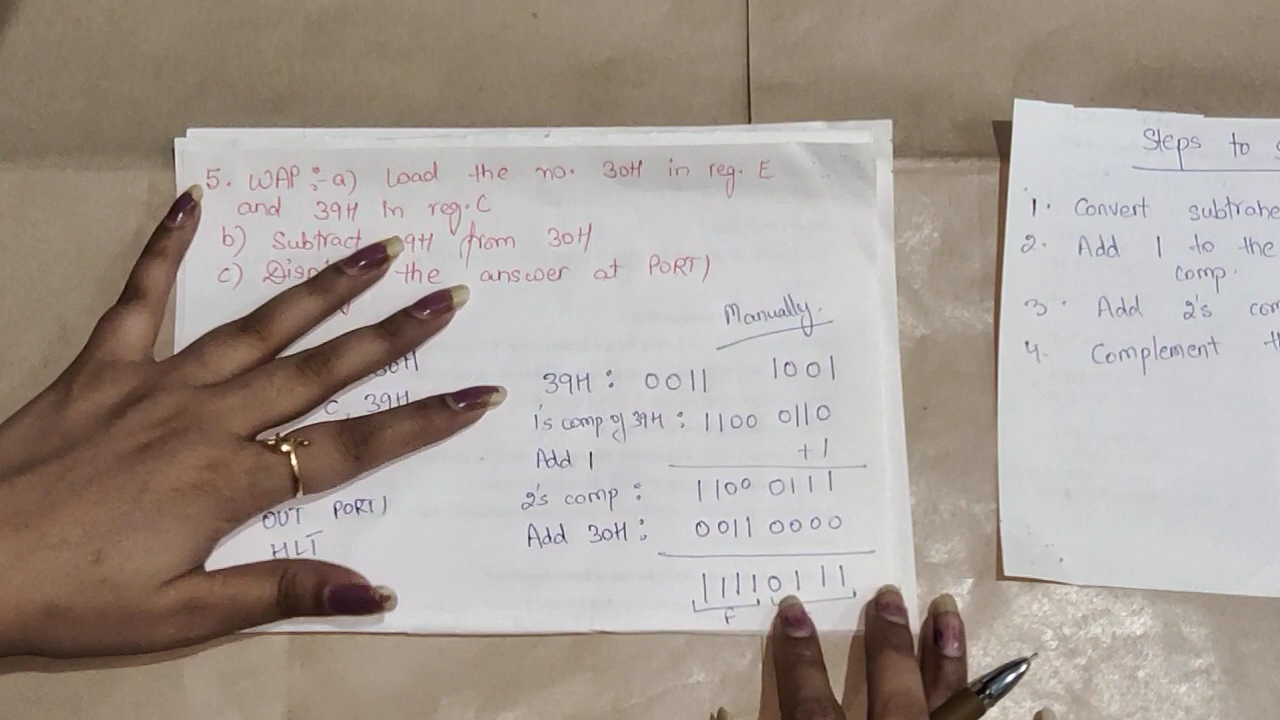 5. WAP :- a) Load the no. 30H in reg. E
and 39H in reg. C
b) Subtract 9H from 30H
c) the answer at PORT1
30H
C, 39H
OUT PORT1
HLT
Manually.
39H : 0011 1001
1's comp of 39H : 1100 0110
Add 1 +1
2's comp : 1100 0111
Add 30H : 0011 0000
1111 0111
F
Steps to
1. Convert subtrahe
2. Add 1 to the
comp.
3. Add 2's com
4. Complement th